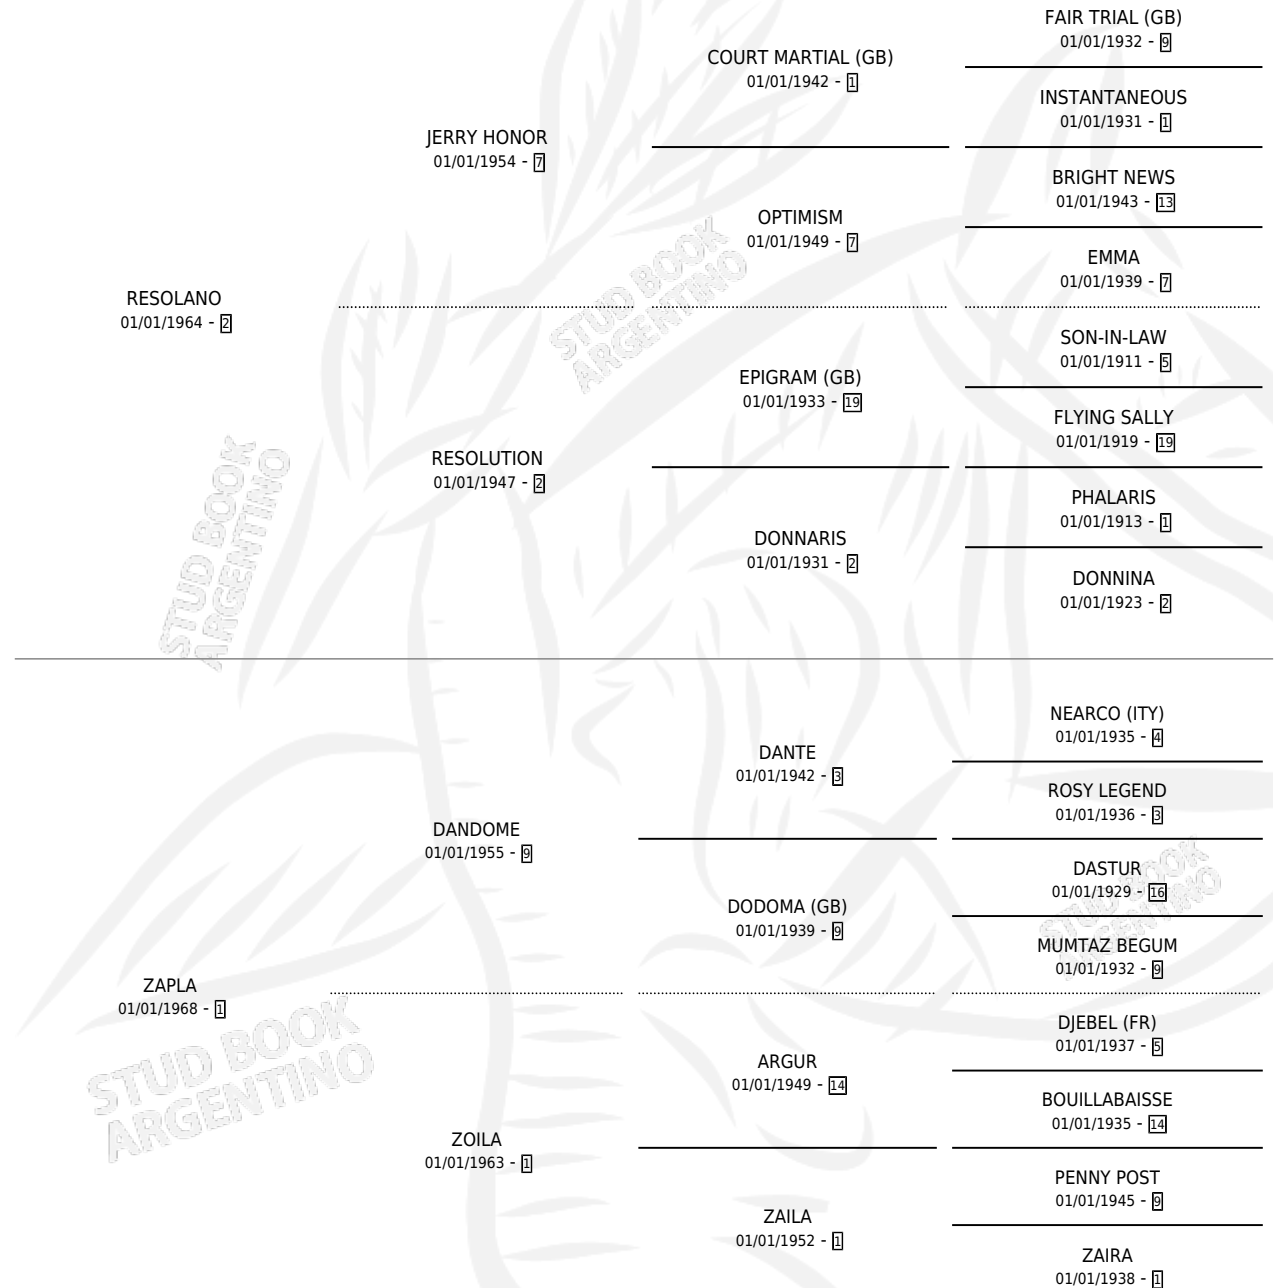 FAIR TRIAL (GB)
01/01/1932 - 9
COURT MARTIAL (GB)
01/01/1942 - 1
INSTANTANEOUS
01/01/1931 - 1
JERRY HONOR
01/01/1954 - 7
BRIGHT NEWS
01/01/1943 - 13
OPTIMISM
01/01/1949 - 7
EMMA
01/01/1939 - 7
RESOLANO
01/01/1964 - 2
SON-IN-LAW
01/01/1911 - 5
EPIGRAM (GB)
01/01/1933 - 19
FLYING SALLY
01/01/1919 - 19
RESOLUTION
01/01/1947 - 2
PHALARIS
01/01/1913 - 1
DONNARIS
01/01/1931 - 2
DONNINA
01/01/1923 - 2
STUD BOOK
ARGENTINO
STUD BOOK
ARGENTINO
NEARCO (ITY)
01/01/1935 - 4
DANTE
01/01/1942 - 3
ROSY LEGEND
01/01/1936 - 3
DANDOME
01/01/1955 - 9
DASTUR
01/01/1929 - 16
DODOMA (GB)
01/01/1939 - 9
MUMTAZ BEGUM
01/01/1932 - 9
ZAPLA
01/01/1968 - 1
DJEBEL (FR)
01/01/1937 - 5
ARGUR
01/01/1949 - 14
BOUILLABAISSE
01/01/1935 - 14
ZOILA
01/01/1963 - 1
PENNY POST
01/01/1945 - 9
ZAILA
01/01/1952 - 1
ZAIRA
01/01/1938 - 1
STUD BOOK
ARGENTINO
STUD BOOK
ARGENTINO